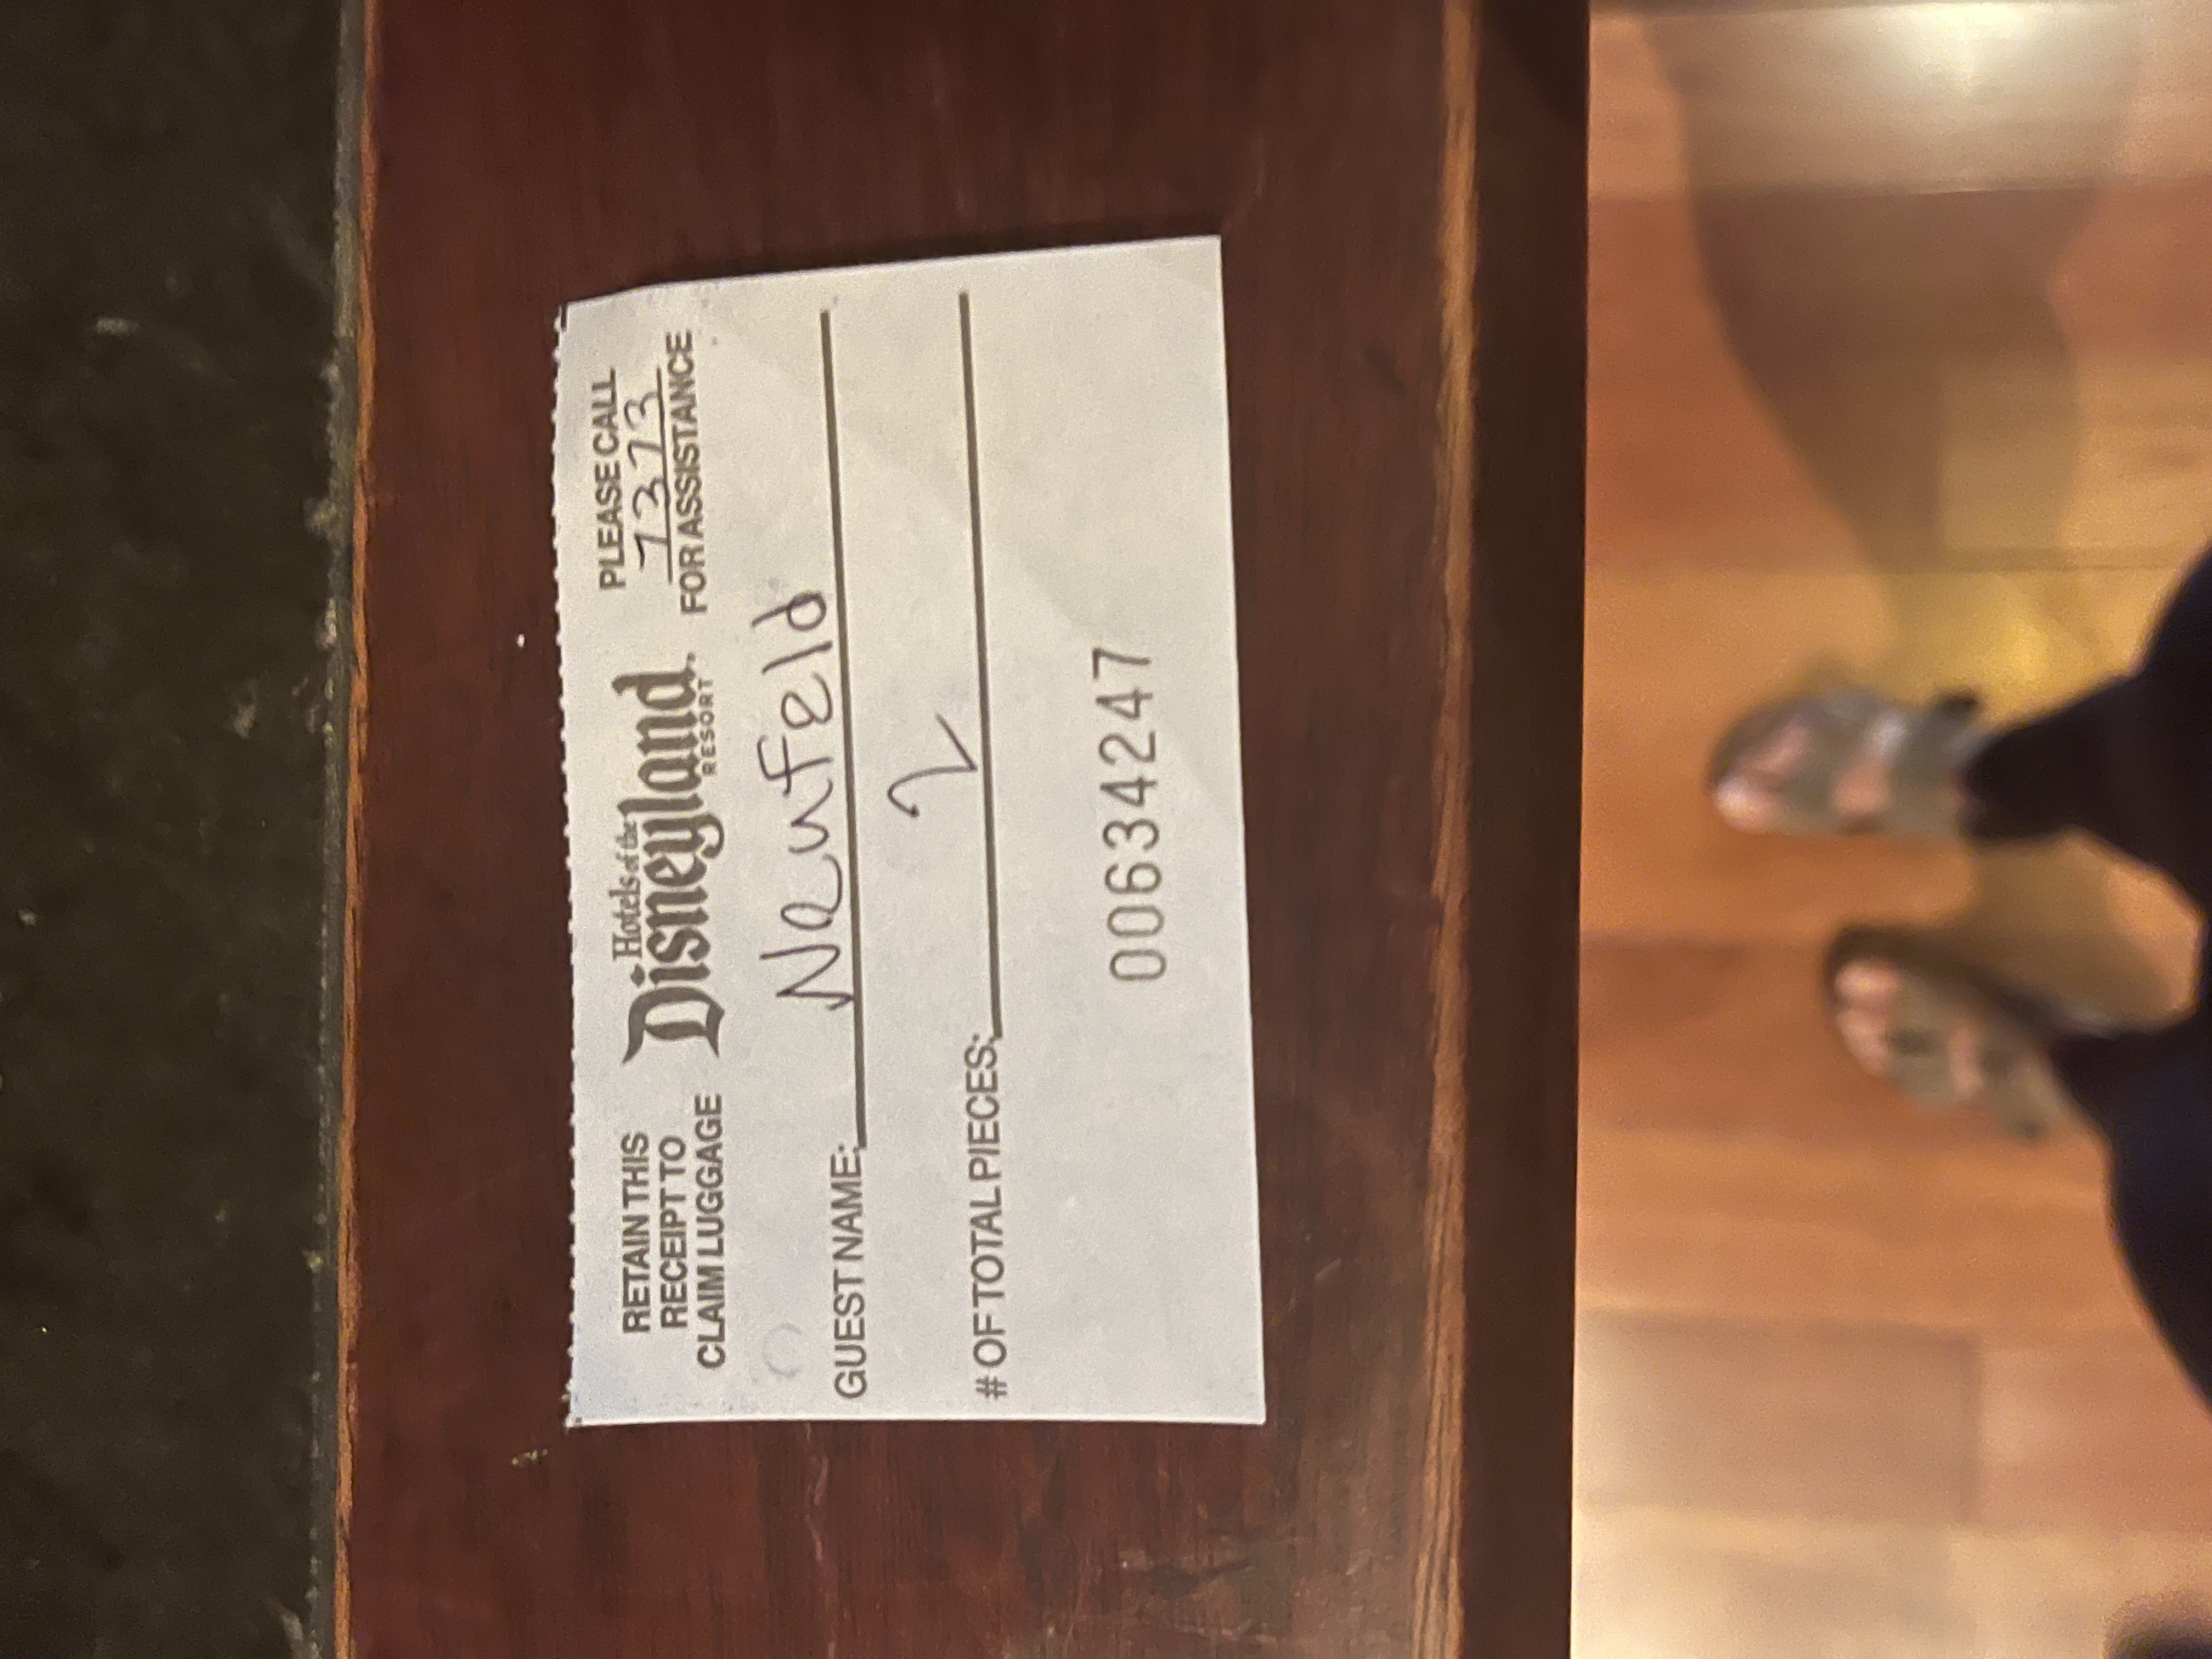 RETAIN THIS
RECEIPT TO
CLAIM LUGGAGE
Hotels of the
Disneyland.
RESORT
PLEASE CALL
7373
FOR ASSISTANCE
GUEST NAME: Neufeld
# OF TOTAL PIECES: 2
00634247